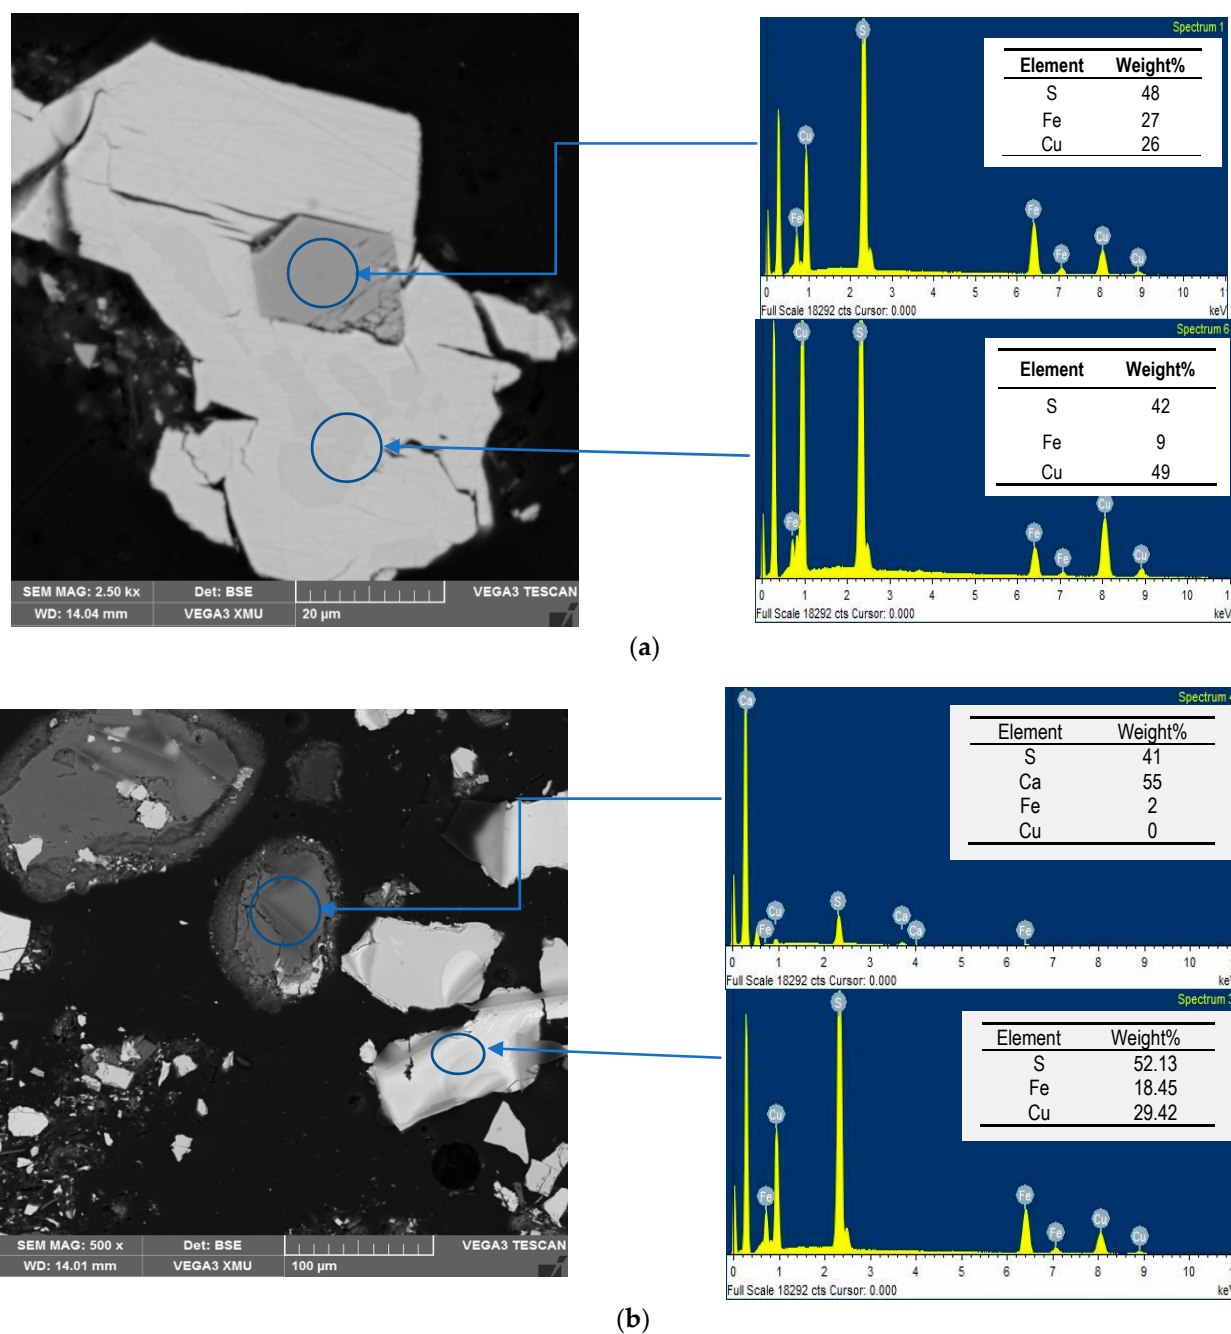 Spectrum 1
Element Weight%
S 48
Fe 27
Cu 26
S
Cu
Fe
Fe
Fe
Cu
Cu
0 1 2 3 4 5 6 7 8 9 10 1
Full Scale 18292 cts Cursor: 0.000 keV
Spectrum 6
Element Weight%
S 42
Fe 9
Cu 49
Cu
S
Fe
Fe
Fe
Cu
Cu
0 1 2 3 4 5 6 7 8 9 10 1
Full Scale 18292 cts Cursor: 0.000 keV
SEM MAG: 2.50 kx Det: BSE VEGA3 TESCAN
WD: 14.04 mm VEGA3 XMU 20 µm
(a)
Spectrum 4
Element Weight%
S 41
Ca 55
Fe 2
Cu 0
Ca
Cu
Fe
S
Ca
Ca
Fe
0 1 2 3 4 5 6 7 8 9 10
Full Scale 18292 cts Cursor: 0.000 ke
Spectrum 3
Element Weight%
S 52.13
Fe 18.45
Cu 29.42
S
Cu
Fe
Fe
Fe
Cu
Cu
0 1 2 3 4 5 6 7 8 9 10
Full Scale 18292 cts Cursor: 0.000 ke
SEM MAG: 500 x Det: BSE VEGA3 TESCAN
WD: 14.01 mm VEGA3 XMU 100 µm
(b)